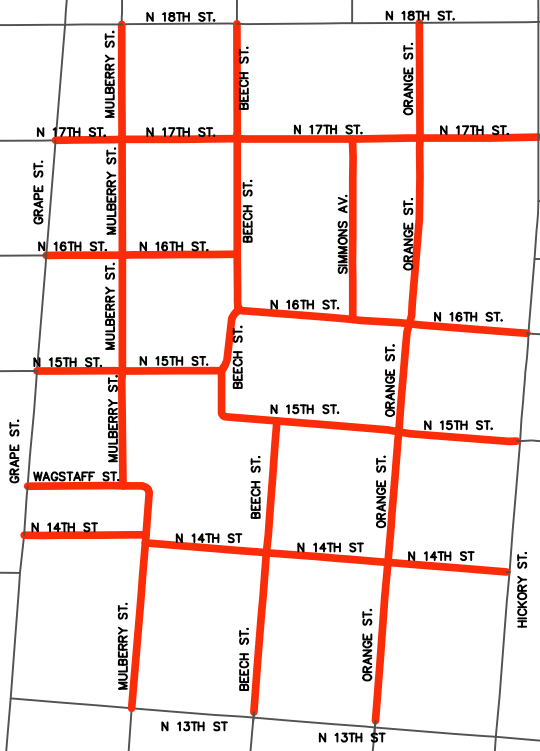 N 18TH ST.
N 18TH ST.
MULBERRY ST.
BEECH ST.
ORANGE ST.
N 17TH ST.
N 17TH ST.
N 17TH ST.
N 17TH ST.
GRAPE ST.
MULBERRY ST.
BEECH ST.
SIMMONS AV.
ORANGE ST.
N 16TH ST.
N 16TH ST.
MULBERRY ST.
N 16TH ST.
N 16TH ST.
BEECH ST.
N 15TH ST.
N 15TH ST.
ORANGE ST.
MULBERRY ST.
N 15TH ST.
N 15TH ST.
GRAPE ST.
WAGSTAFF ST.
BEECH ST.
ORANGE ST.
N 14TH ST
N 14TH ST
N 14TH ST
N 14TH ST
HICKORY ST.
MULBERRY ST.
BEECH ST.
ORANGE ST.
N 13TH ST
N 13TH ST